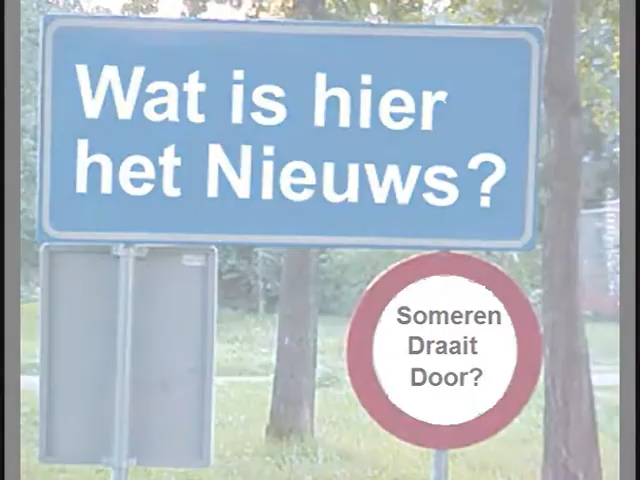 Wat is hier
het Nieuws?
Someren
Draait
Door?